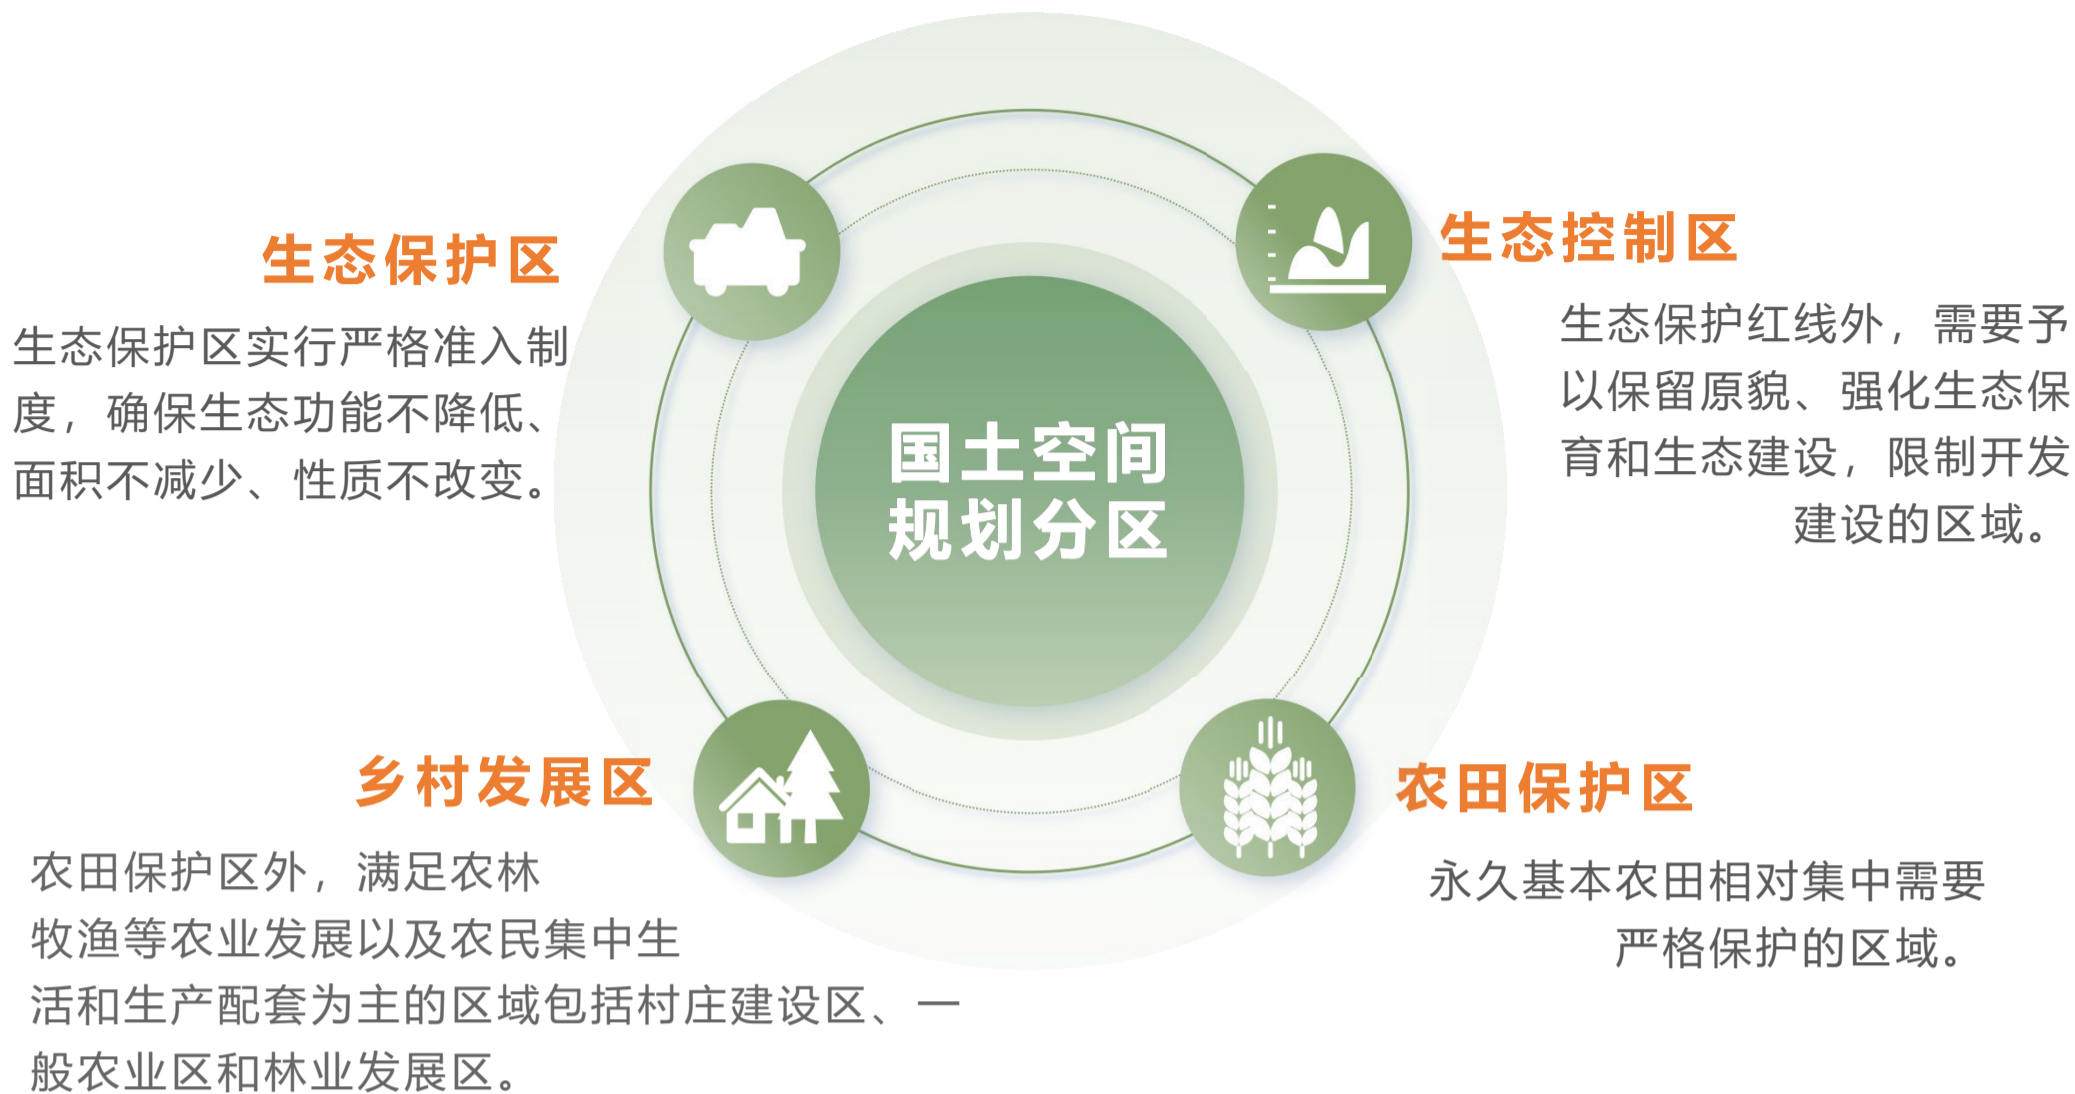 国土空间
规划分区
生态保护区
生态保护区实行严格准入制
度，确保生态功能不降低、
面积不减少、性质不改变。
生态控制区
生态保护红线外，需要予
以保留原貌、强化生态保
育和生态建设，限制开发
建设的区域。
乡村发展区
农田保护区外，满足农林
牧渔等农业发展以及农民集中生
活和生产配套为主的区域包括村庄建设区、一
般农业区和林业发展区。
农田保护区
永久基本农田相对集中需要
严格保护的区域。